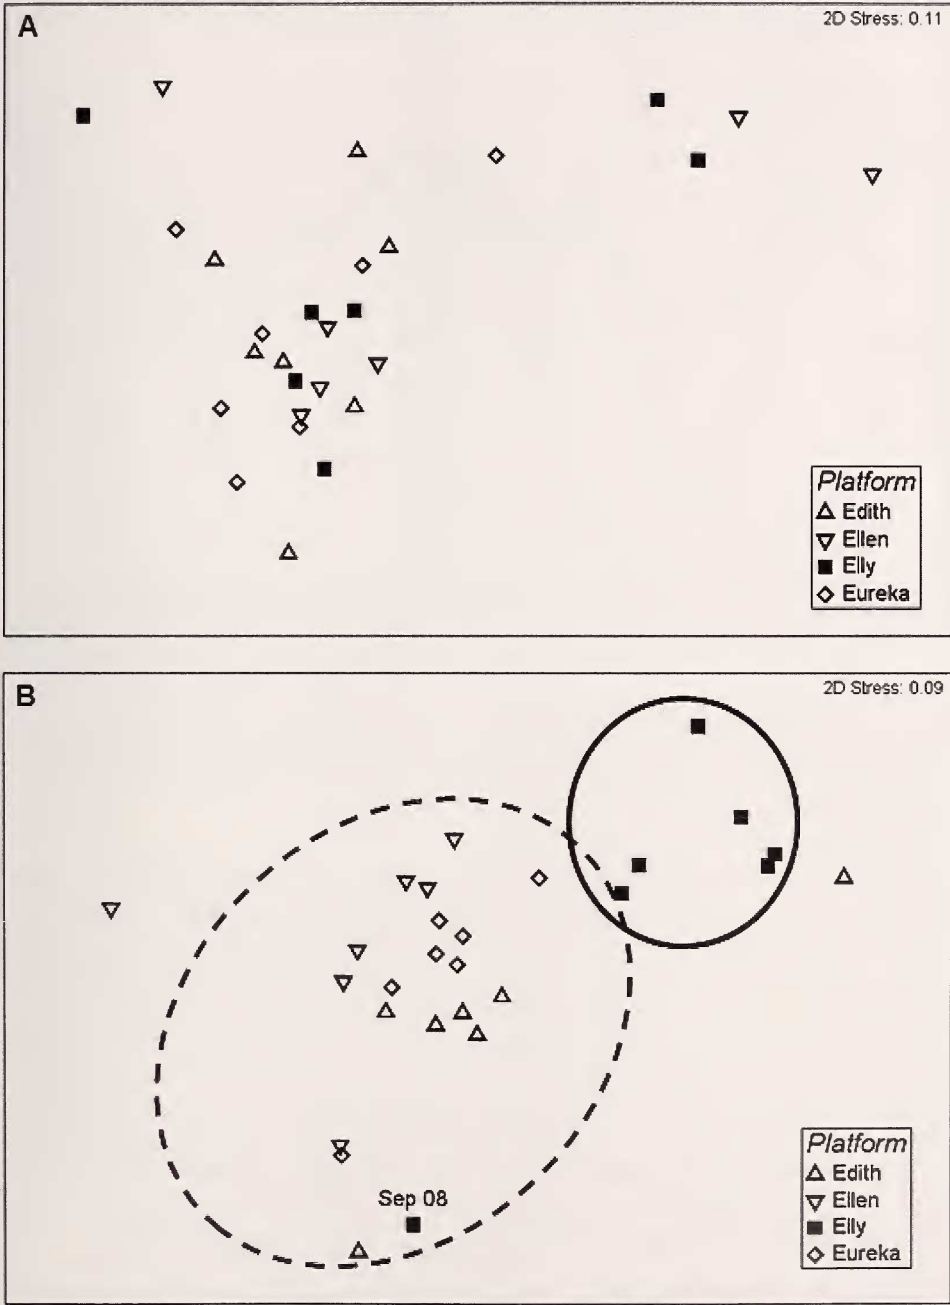 A
2D Stress: 0.11
Platform
Edith
Ellen
Elly
Eureka
B
2D Stress: 0.09
Sep 08
Platform
Edith
Ellen
Elly
Eureka